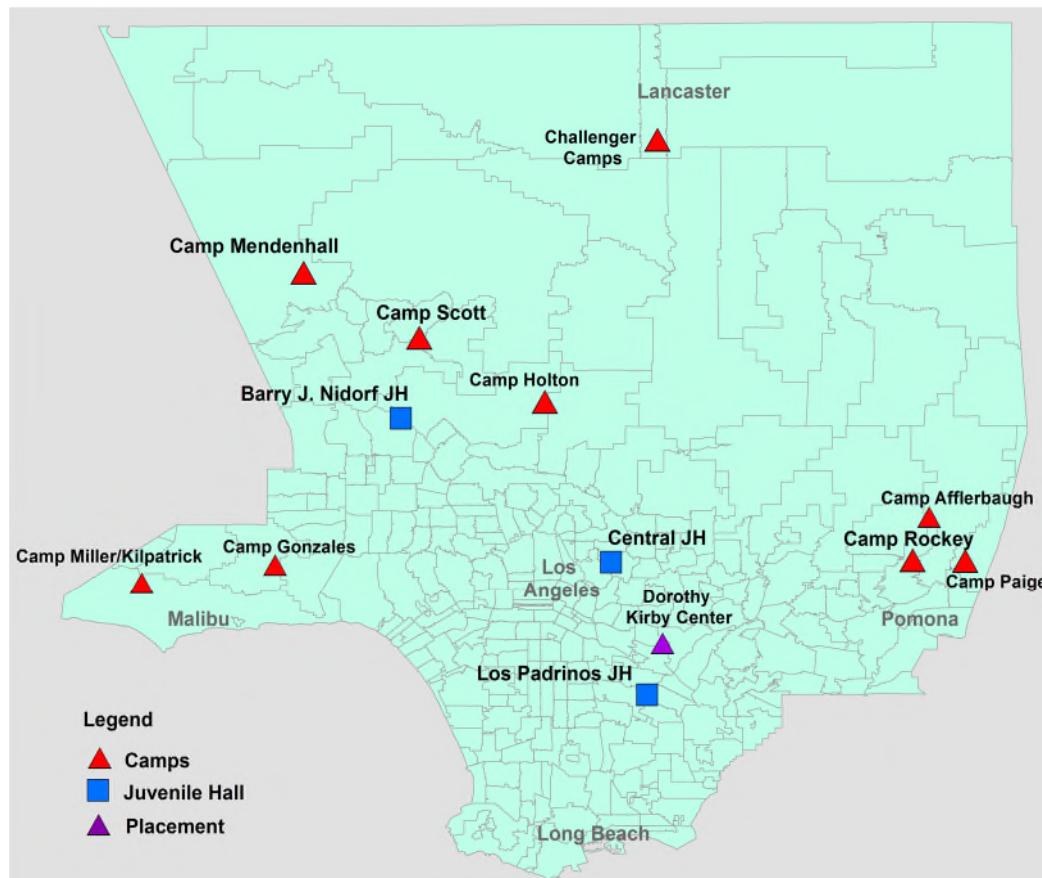 Lancaster
Challenger
Camps
Camp Mendenhall
Camp Scott
Camp Holton
Barry J. Nidorf JH
Camp Afflerbaugh
Central JH
Camp Rockey
Camp Miller/Kilpatrick
Camp Gonzales
Los
Angeles
Camp Paige
Dorothy
Kirby Center
Malibu
Pomona
Los Padrinos JH
Legend
Camps
Juvenile Hall
Placement
Long Beach